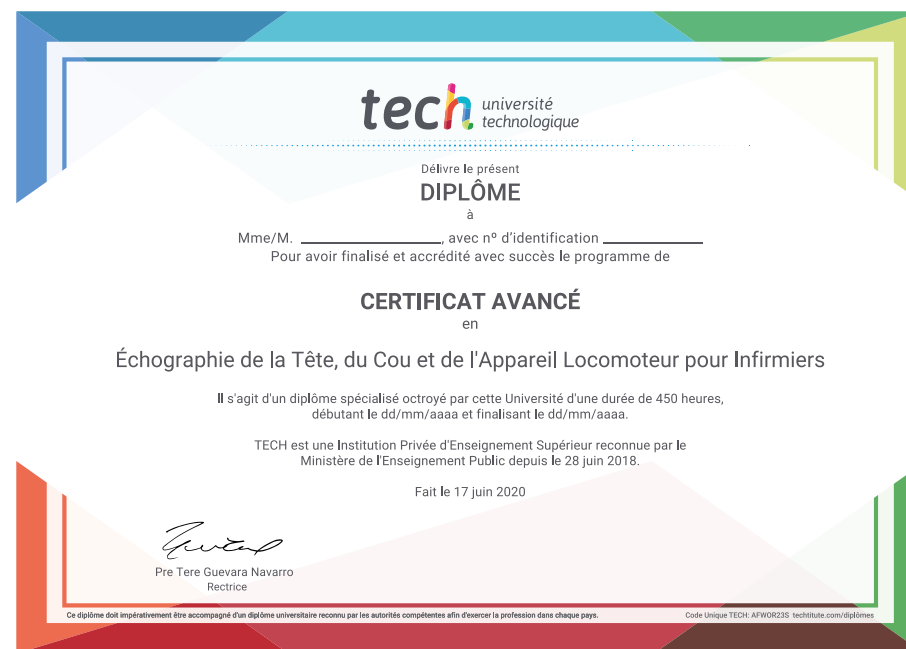 tech université
technologique
Délivre le présent
DIPLÔME
à
Mme/M. ____________________, avec nº d'identification ______________
Pour avoir finalisé et accrédité avec succès le programme de
CERTIFICAT AVANCÉ
en
Échographie de la Tête, du Cou et de l'Appareil Locomoteur pour Infirmiers
Il s'agit d'un diplôme spécialisé octroyé par cette Université d'une durée de 450 heures,
débutant le dd/mm/aaaa et finalisant le dd/mm/aaaa.
TECH est une Institution Privée d'Enseignement Supérieur reconnue par le
Ministère de l'Enseignement Public depuis le 28 juin 2018.
Fait le 17 juin 2020
Pre Tere Guevara Navarro
Rectrice
Ce diplôme doit impérativement être accompagné d'un diplôme universitaire reconnu par les autorités compétentes afin d'exercer la profession dans chaque pays.
Code Unique TECH: AFWOR23S techtitute.com/diplômes